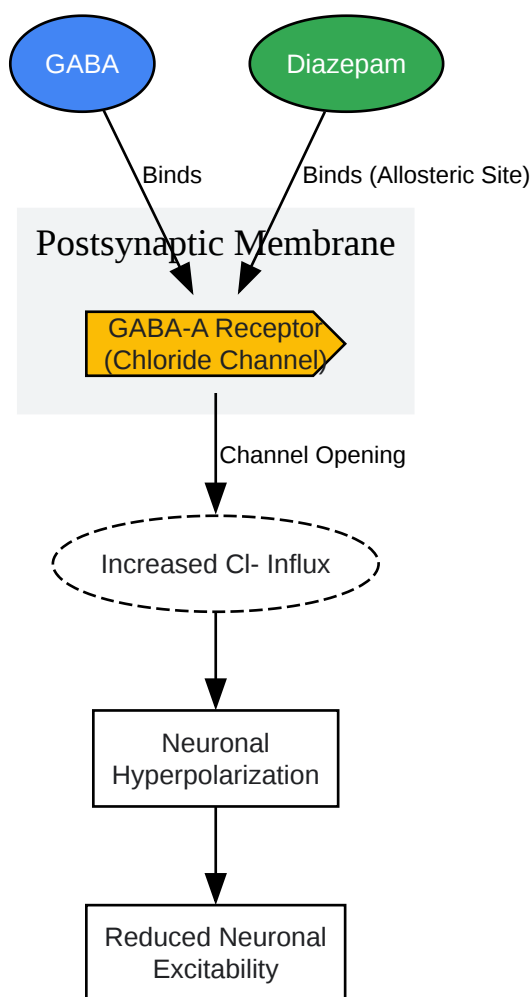 GABA
Diazepam
Binds
Binds (Allosteric Site)
Postsynaptic Membrane
GABA-A Receptor
(Chloride Channel)
Channel Opening
Increased Cl- Influx
Neuronal
Hyperpolarization
Reduced Neuronal
Excitability